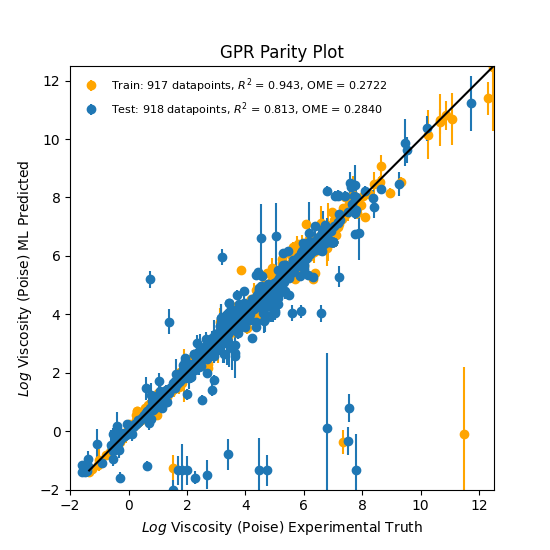 GPR Parity Plot
Train: 917 datapoints, R² = 0.943, OME = 0.2722
Test: 918 datapoints, R² = 0.813, OME = 0.2840
Log Viscosity (Poise) ML Predicted
12
10
8
6
4
2
0
−2
−2 0 2 4 6 8 10 12
Log Viscosity (Poise) Experimental Truth